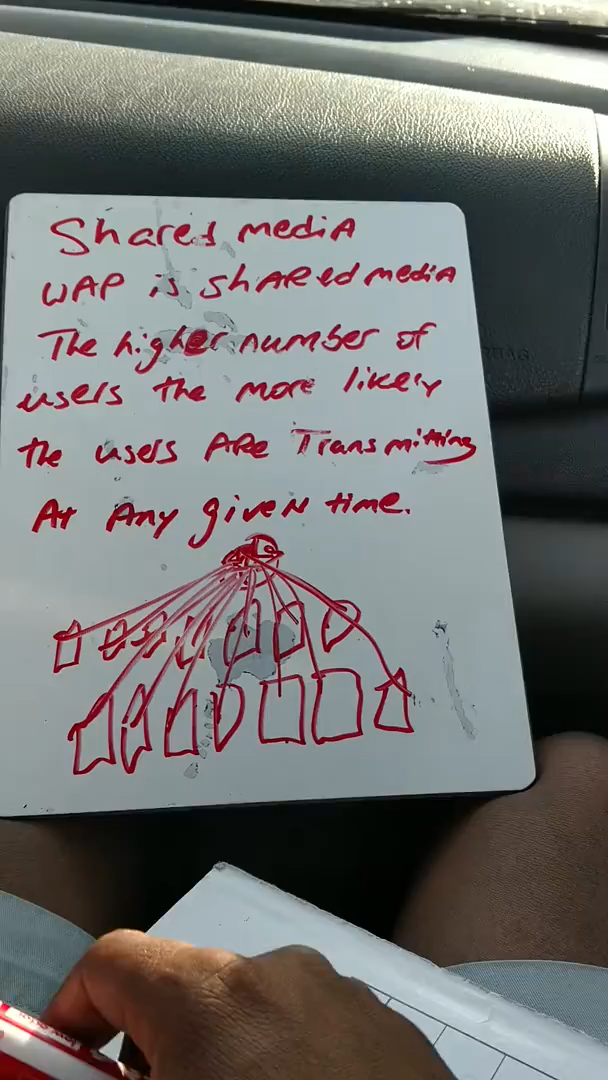 Shared mediA
WAP is shARed mediA
The higher number of
users the more likely
the users ARe Transmitting
At Any giveN time.